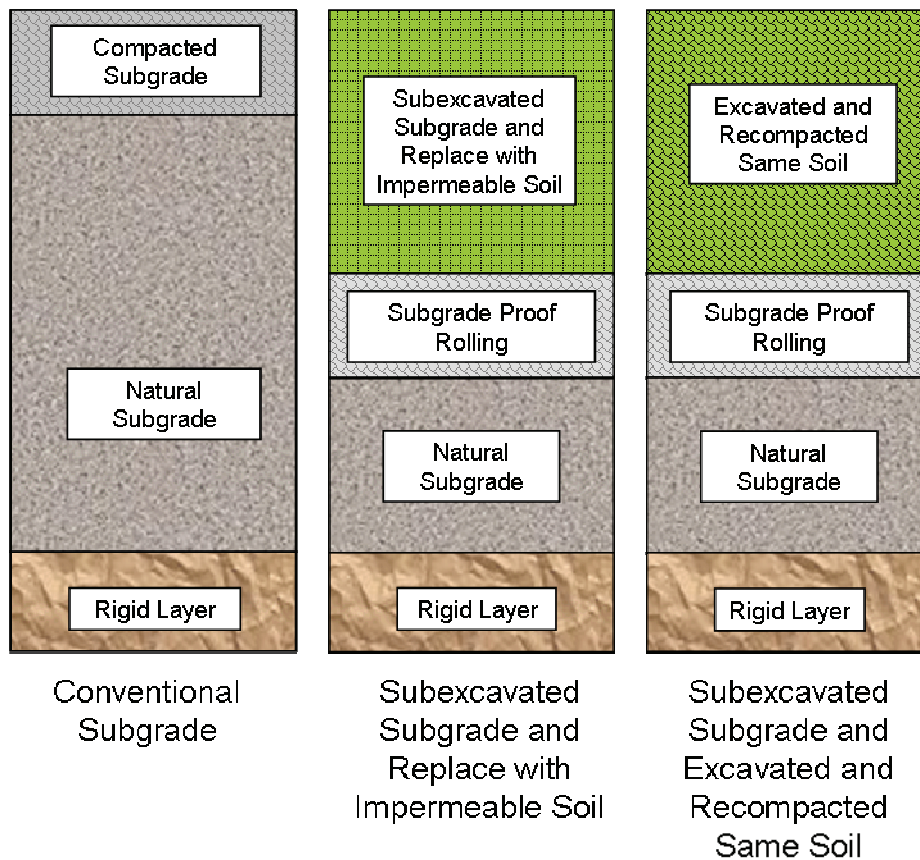 Compacted
Subgrade
Natural
Subgrade
Rigid Layer
Conventional
Subgrade
Subexcavated
Subgrade and
Replace with
Impermeable Soil
Subgrade Proof
Rolling
Natural
Subgrade
Rigid Layer
Subexcavated
Subgrade and
Replace with
Impermeable Soil
Excavated and
Recompacted
Same Soil
Subgrade Proof
Rolling
Natural
Subgrade
Rigid Layer
Subexcavated
Subgrade and
Excavated and
Recompacted
Same Soil